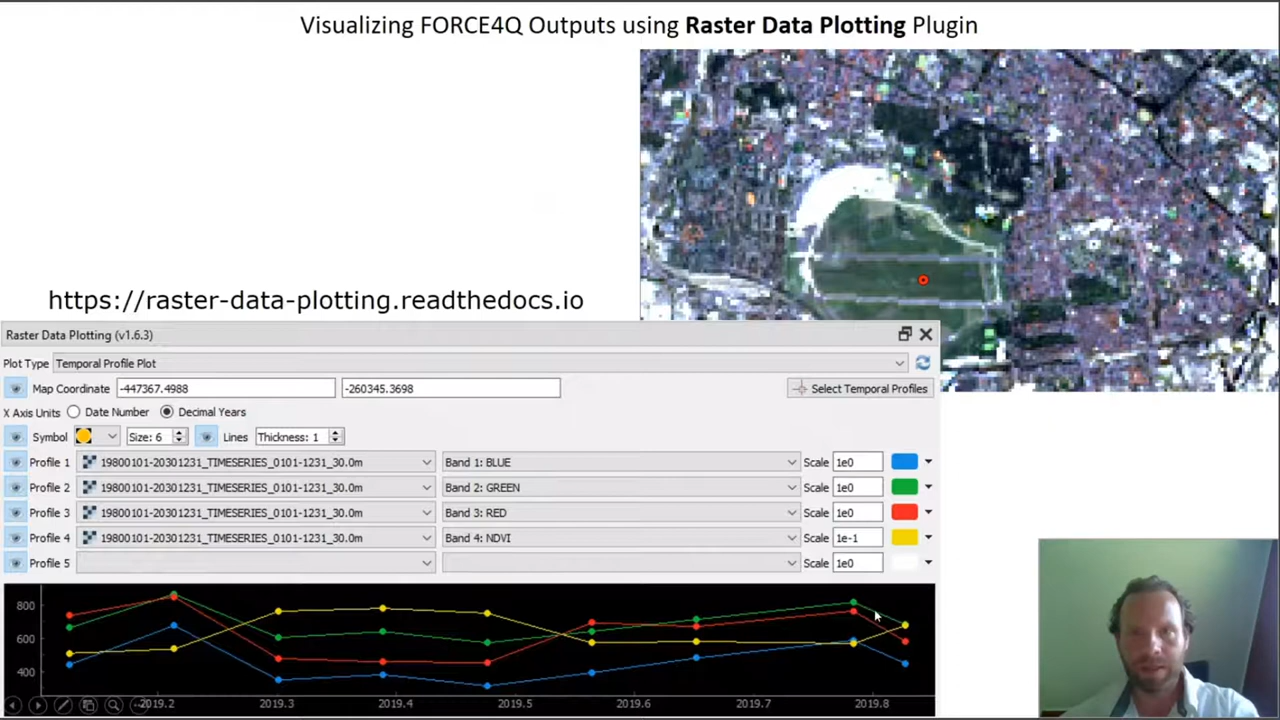 Visualizing FORCE4Q Outputs using Raster Data Plotting Plugin
https://raster-data-plotting.readthedocs.io
Raster Data Plotting (v1.6.3)
Plot Type Temporal Profile Plot
Map Coordinate -447367.4988 -260345.3698 Select Temporal Profiles
X Axis Units Date Number Decimal Years
Symbol Size: 6 Lines Thickness: 1
Profile 1 19800101-20301231_TIMESERIES_0101-1231_30.0m Band 1: BLUE Scale 1e0
Profile 2 19800101-20301231_TIMESERIES_0101-1231_30.0m Band 2: GREEN Scale 1e0
Profile 3 19800101-20301231_TIMESERIES_0101-1231_30.0m Band 3: RED Scale 1e0
Profile 4 19800101-20301231_TIMESERIES_0101-1231_30.0m Band 4: NDVI Scale 1e-1
Profile 5 Scale 1e0
800
600
400
2019.2 2019.3 2019.4 2019.5 2019.6 2019.7 2019.8